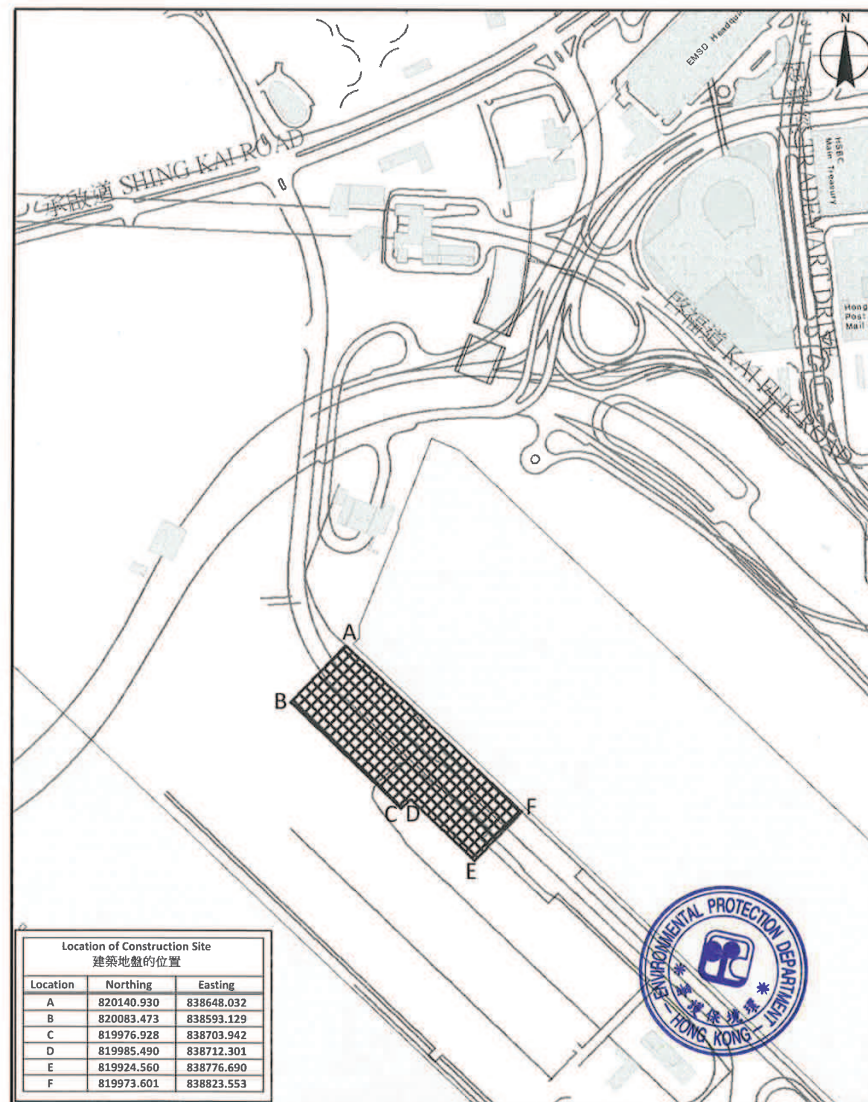 N
EMSD Headqu
承啟道 SHING KAI ROAD
TRADEMART DRIVE
HSBC
Main Treasury
Hong
Post
Mail
啟福道 KAI FUK ROAD
A
B
C D
F
E
ENVIRONMENTAL PROTECTION DEPARTMENT
HONG KONG
環境保護署
Location of Construction Site
建築地盤的位置
Location Northing Easting
A 820140.930 838648.032
B 820083.473 838593.129
C 819976.928 838703.942
D 819985.490 838712.301
E 819924.560 838776.690
F 819973.601 838823.553